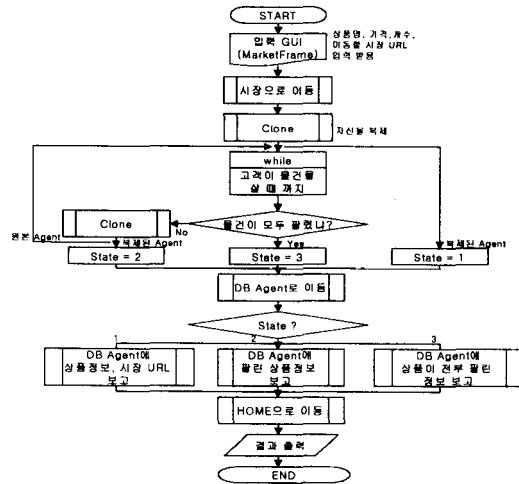 START
입력 GUI
(MarketFrame)
상품명, 가격, 개수,
이동할 시장 URL
입력 받음
시장으로 이동
Clone
자신을 복제
while
고객이 물건을
살 때 까지
물건이 모두 팔렸나?
Clone
No
Yes
원본 Agent
복제된 Agent
복제된 Agent
State = 2
State = 3
State = 1
DB Agent로 이동
State ?
1
2
3
DB Agent에
상품정보, 시장 URL
보고
DB Agent에
팔린 상품정보
보고
DB Agent에
상품이 전부 팔린
정보 보고
HOME으로 이동
결과 출력
END